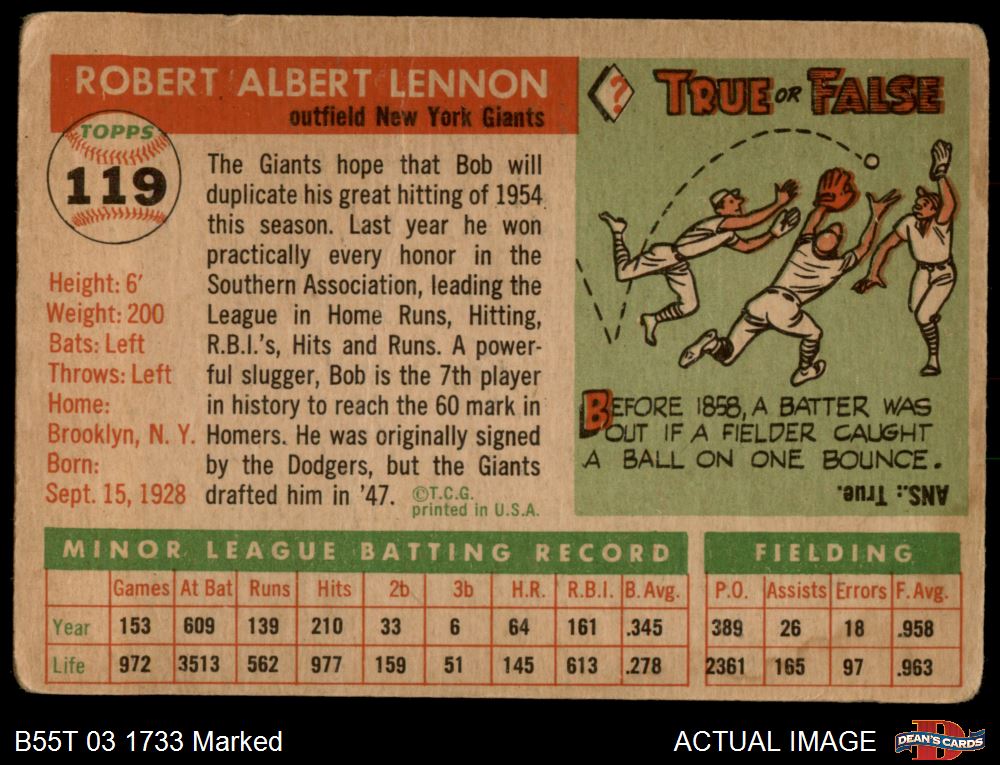 ROBERT ALBERT LENNON
outfield New York Giants
TOPPS
119
Height: 6'
Weight: 200
Bats: Left
Throws: Left
Home:
Brooklyn, N. Y.
Born:
Sept. 15, 1928
The Giants hope that Bob will
duplicate his great hitting of 1954
this season. Last year he won
practically every honor in the
Southern Association, leading the
League in Home Runs, Hitting,
R.B.I.'s, Hits and Runs. A power-
ful slugger, Bob is the 7th player
in history to reach the 60 mark in
Homers. He was originally signed
by the Dodgers, but the Giants
drafted him in '47.
©T.C.G.
printed in U.S.A.
?
TRUE OR FALSE
BEFORE 1858, A BATTER WAS
OUT IF A FIELDER CAUGHT
A BALL ON ONE BOUNCE.
ANS.: True.
MINOR LEAGUE BATTING RECORD FIELDING
Games At Bat Runs Hits 2b 3b H.R. R.B.I. B. Avg. P.O. Assists Errors F. Avg.
Year 153 609 139 210 33 6 64 161 .345 389 26 18 .958
Life 972 3513 562 977 159 51 145 613 .278 2361 165 97 .963
B55T 03 1733 Marked
ACTUAL IMAGE
DEAN'S CARDS